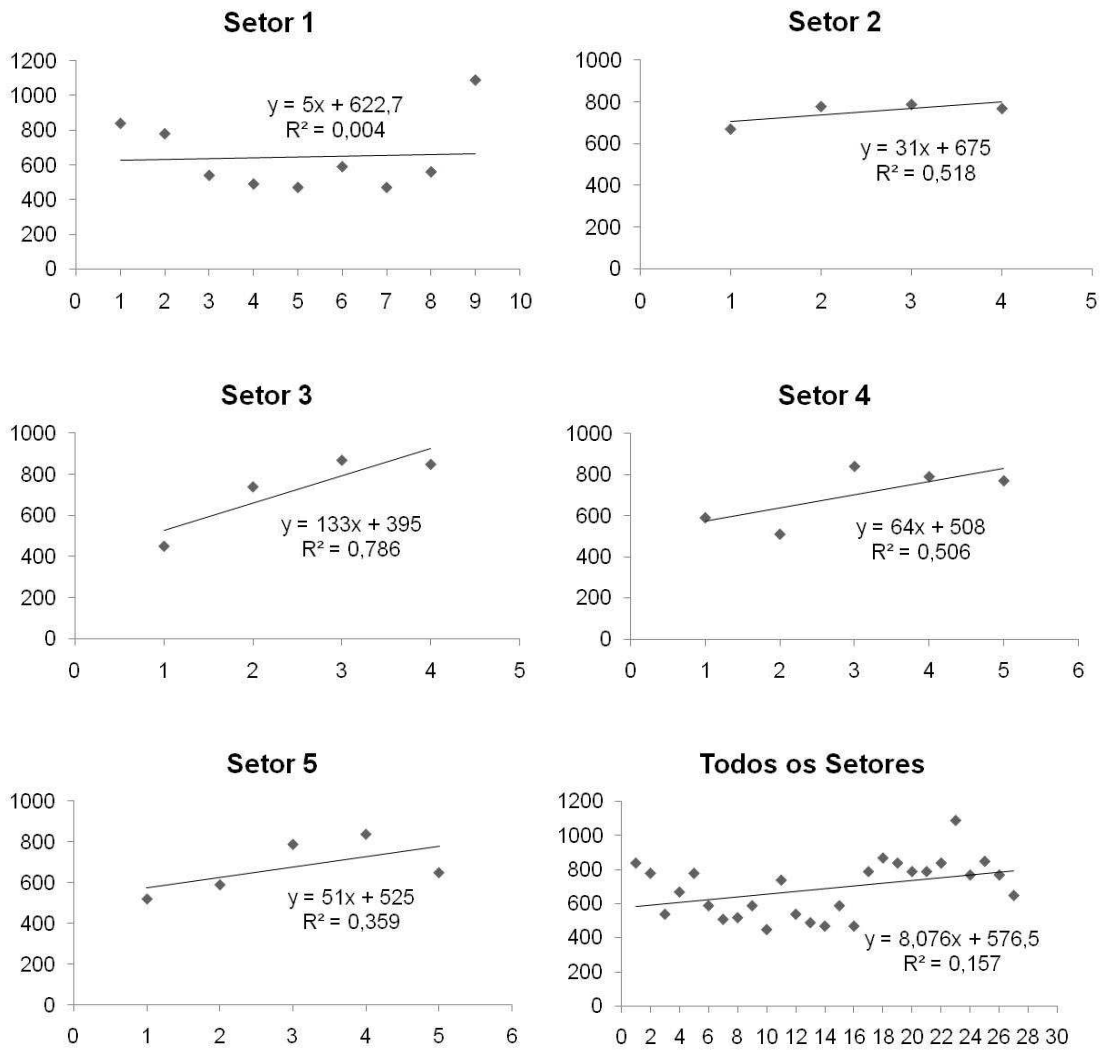 Setor 1
1200
1000
800
600
400
200
0
y = 5x + 622,7
R² = 0,004
0 1 2 3 4 5 6 7 8 9 10
Setor 2
1000
800
600
400
200
0
y = 31x + 675
R² = 0,518
0 1 2 3 4 5
Setor 3
1000
800
600
400
200
0
y = 133x + 395
R² = 0,786
0 1 2 3 4 5
Setor 4
1000
800
600
400
200
0
y = 64x + 508
R² = 0,506
0 1 2 3 4 5 6
Setor 5
1000
800
600
400
200
0
y = 51x + 525
R² = 0,359
0 1 2 3 4 5 6
Todos os Setores
1200
1000
800
600
400
200
0
y = 8,076x + 576,5
R² = 0,157
0 2 4 6 8 10 12 14 16 18 20 22 24 26 28 30